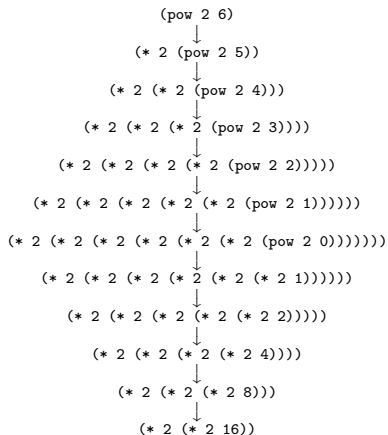 (pow 2 6)
(* 2 (pow 2 5))
(* 2 (* 2 (pow 2 4)))
(* 2 (* 2 (* 2 (pow 2 3))))
(* 2 (* 2 (* 2 (* 2 (pow 2 2)))))
(* 2 (* 2 (* 2 (* 2 (* 2 (pow 2 1))))))
(* 2 (* 2 (* 2 (* 2 (* 2 (* 2 (pow 2 0)))))))
(* 2 (* 2 (* 2 (* 2 (* 2 (* 2 1))))))
(* 2 (* 2 (* 2 (* 2 (* 2 2)))))
(* 2 (* 2 (* 2 (* 2 4))))
(* 2 (* 2 (* 2 8)))
(* 2 (* 2 16))